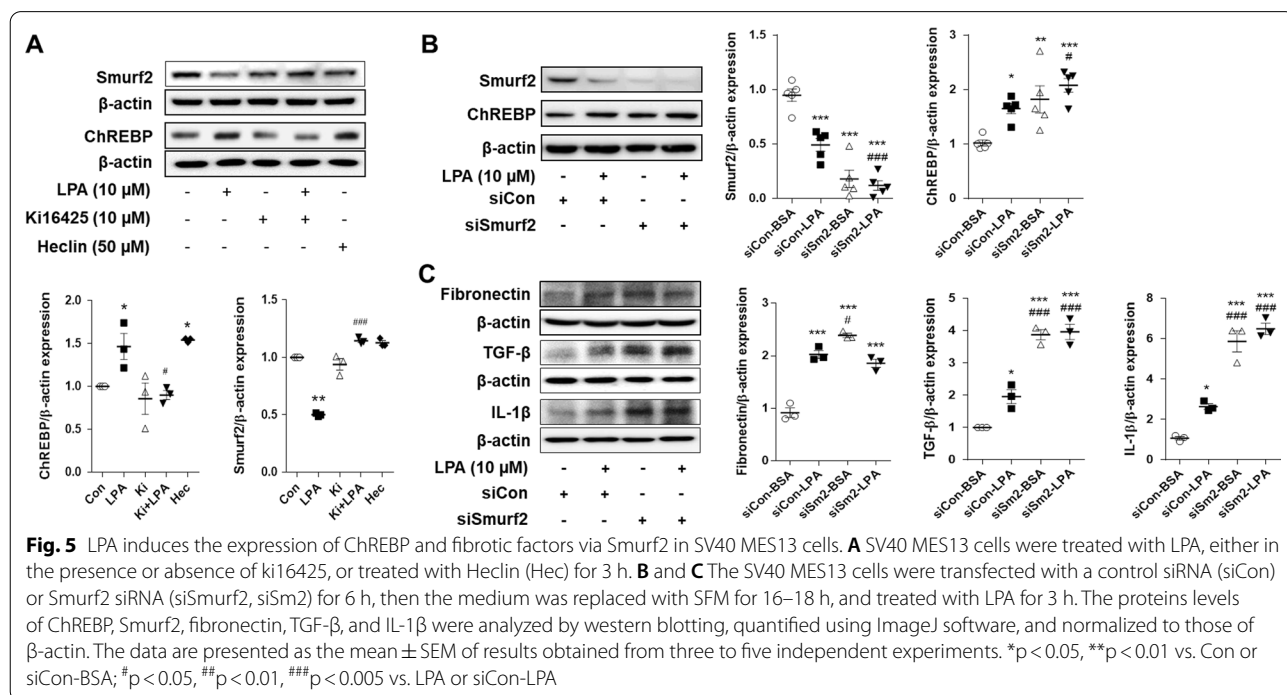 A
Smurf2
β-actin
ChREBP
β-actin
LPA (10 μM) - + - + -
Ki16425 (10 μM) - - + + -
Heclin (50 μM) - - - - +
ChREBP/β-actin expression
2.0
1.5
1.0
0.5
0.0
*
#
*
Con LPA Ki Ki+LPA Hec
Smurf2/β-actin expression
1.5
1.0
0.5
0.0
**
###
Con LPA Ki Ki+LPA Hec
B
Smurf2
ChREBP
β-actin
LPA (10 μM) - + - +
siCon + + - -
siSmurf2 - - + +
Smurf2/β-actin expression
1.5
1.0
0.5
0.0
***
***
***
###
siCon-BSA siCon-LPA siSm2-BSA siSm2-LPA
ChREBP/β-actin expression
3
2
1
0
*
**
***
#
siCon-BSA siCon-LPA siSm2-BSA siSm2-LPA
C
Fibronectin
β-actin
TGF-β
β-actin
IL-1β
β-actin
LPA (10 μM) - + - +
siCon + + - -
siSmurf2 - - + +
Fibronectin/β-actin expression
3
2
1
0
***
***
#
***
siCon-BSA siCon-LPA siSm2-BSA siSm2-LPA
TGF-β/β-actin expression
5
4
3
2
1
0
*
***
###
***
###
siCon-BSA siCon-LPA siSm2-BSA siSm2-LPA
IL-1β/β-actin expression
8
6
4
2
0
*
***
###
***
###
siCon-BSA siCon-LPA siSm2-BSA siSm2-LPA
Fig. 5 LPA induces the expression of ChREBP and fibrotic factors via Smurf2 in SV40 MES13 cells. A SV40 MES13 cells were treated with LPA, either in
the presence or absence of ki16425, or treated with Heclin (Hec) for 3 h. B and C The SV40 MES13 cells were transfected with a control siRNA (siCon)
or Smurf2 siRNA (siSmurf2, siSm2) for 6 h, then the medium was replaced with SFM for 16–18 h, and treated with LPA for 3 h. The proteins levels
of ChREBP, Smurf2, fibronectin, TGF-β, and IL-1β were analyzed by western blotting, quantified using ImageJ software, and normalized to those of
β-actin. The data are presented as the mean ± SEM of results obtained from three to five independent experiments. *p < 0.05, **p < 0.01 vs. Con or
siCon-BSA; #p < 0.05, ##p < 0.01, ###p < 0.005 vs. LPA or siCon-LPA